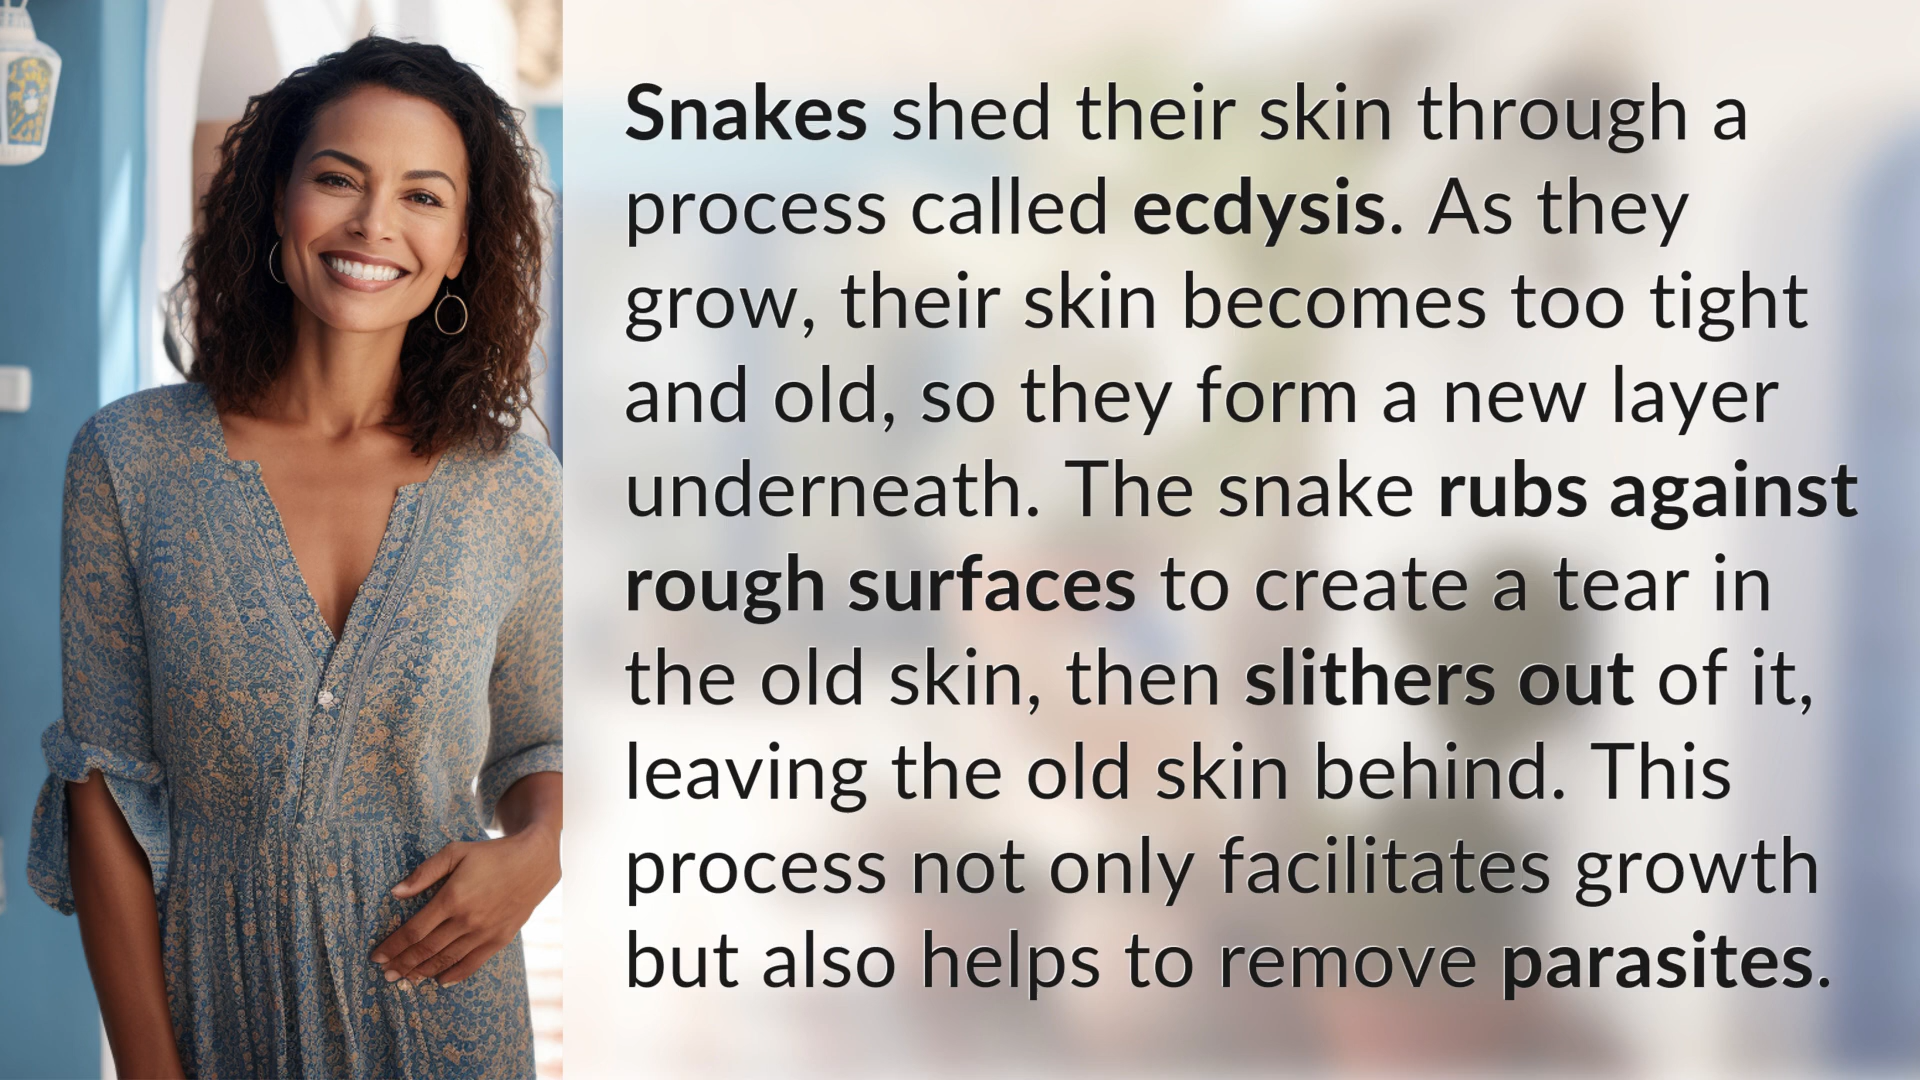 Snakes shed their skin through a
process called ecdysis. As they
grow, their skin becomes too tight
and old, so they form a new layer
underneath. The snake rubs against
rough surfaces to create a tear in
the old skin, then slithers out of it,
leaving the old skin behind. This
process not only facilitates growth
but also helps to remove parasites.